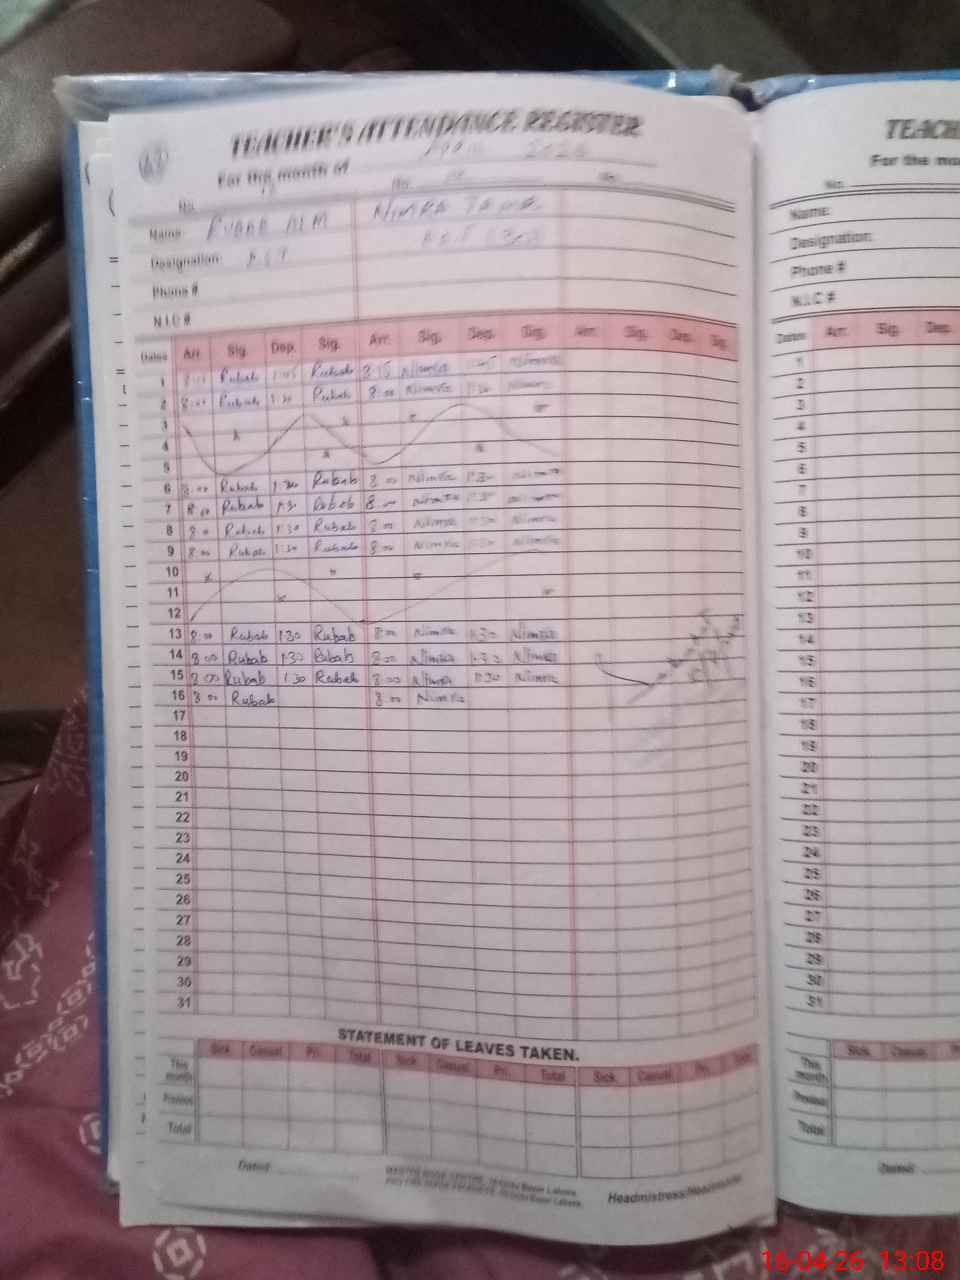 TEACHER'S ATTENDANCE REGISTER
TEACH
For the month of 2026
For the mo
No. No. No.
No.
Name: RUBAB NIMRA
Name:
Designation:
Designation:
Phone #
Phone #
N.I.C #
N.I.C #
Dates Arr. Sig. Dep. Sig. Arr. Sig. Dep. Sig. Arr. Sig. Dep. Sig.
Dates Arr. Sig. Dep.
1 Rubab 1:45 Rubab 8:15 Nimra 1:45 Nimra
2 8:00 Rubab 1:30 Rubab 8:00 Nimra 1:30 Nimra
3
4
5
6 8:00 Rubab 1:30 Rubab 8:00 Nimra 1:30 Nimra
7 8:00 Rubab 1:30 Rubab 8:00 Nimra 1:30 Nimra
8 8:00 Rubab 1:30 Rubab 8:00 Nimra 1:30 Nimra
9 8:00 Rubab 1:30 Rubab 8:00 Nimra 1:30 Nimra
10
11
12
13 8:00 Rubab 1:30 Rubab 8:00 Nimra 1:30 Nimra
14 8:00 Rubab 1:30 Rubab 8:00 Nimra 1:30 Nimra
15 8:00 Rubab 1:30 Rubab 8:00 Nimra 1:30 Nimra
16 8:00 Rubab 8:00 Nimra
17
18
19
20
21
22
23
24
25
26
27
28
29
30
31
1
2
3
4
5
6
7
8
9
10
11
12
13
14
15
16
17
18
19
20
21
22
23
24
25
26
27
28
29
30
31
STATEMENT OF LEAVES TAKEN.
Sick Casual Pri. Total Sick Casual Pri. Total Sick Casual Pri. Total
This month
Previous
Total
Dated
Headmistress/Headmaster
Sick. Casual
This month
Previous
Total
Dated
16-04-26 13:08